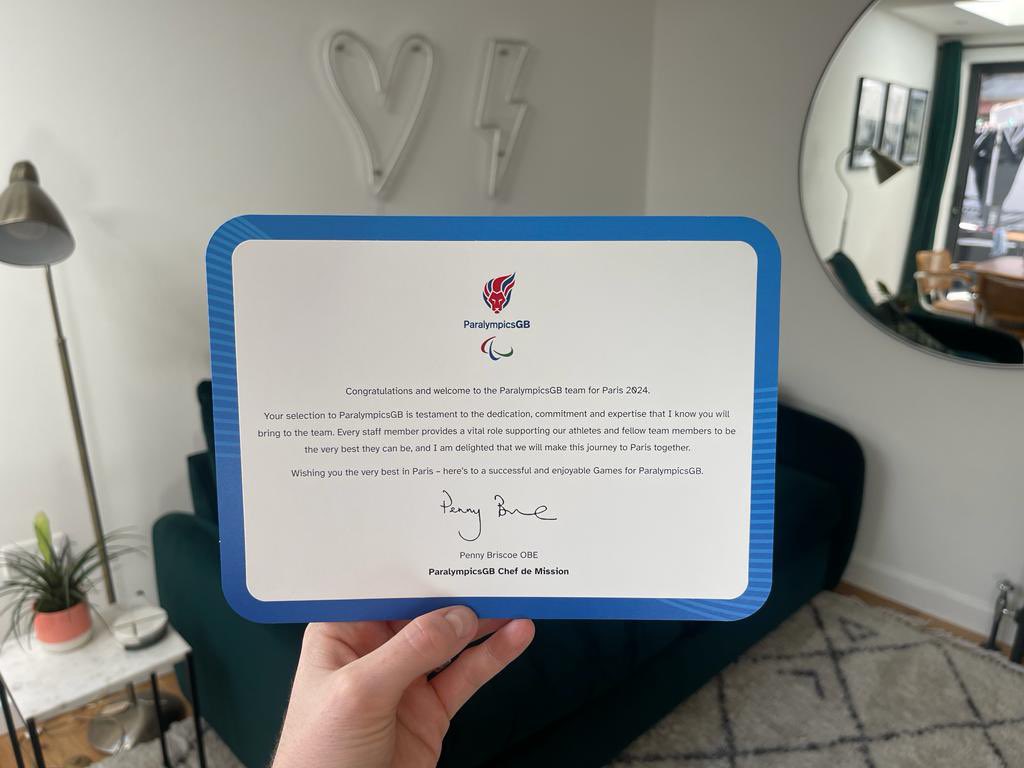 ParalympicsGB
Congratulations and welcome to the ParalympicsGB team for Paris 2024.
Your selection to ParalympicsGB is testament to the dedication, commitment and expertise that I know you will
bring to the team. Every staff member provides a vital role supporting our athletes and fellow team members to be
the very best they can be, and I am delighted that we will make this journey to Paris together.
Wishing you the very best in Paris – here's to a successful and enjoyable Games for ParalympicsGB.
Penny Briscoe
Penny Briscoe OBE
ParalympicsGB Chef de Mission